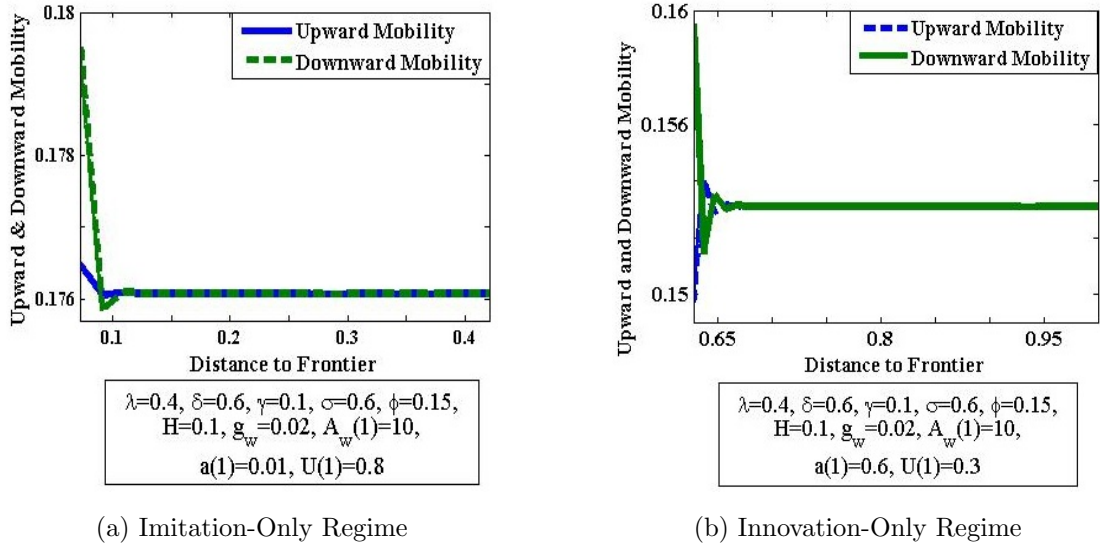 0.18
Upward Mobility
Downward Mobility
0.178
0.176
Upward & Downward Mobility
0.1
0.2
0.3
0.4
Distance to Frontier
λ=0.4, δ=0.6, γ=0.1, σ=0.6, ϕ=0.15,
H=0.1, g_w=0.02, A_w(1)=10,
a(1)=0.01, U(1)=0.8
(a) Imitation-Only Regime
0.16
Upward Mobility
Downward Mobility
0.156
0.15
Upward and Downward Mobility
0.65
0.8
0.95
Distance to Frontier
λ=0.4, δ=0.6, γ=0.1, σ=0.6, ϕ=0.15,
H=0.1, g_w=0.02, A_w(1)=10,
a(1)=0.6, U(1)=0.3
(b) Innovation-Only Regime